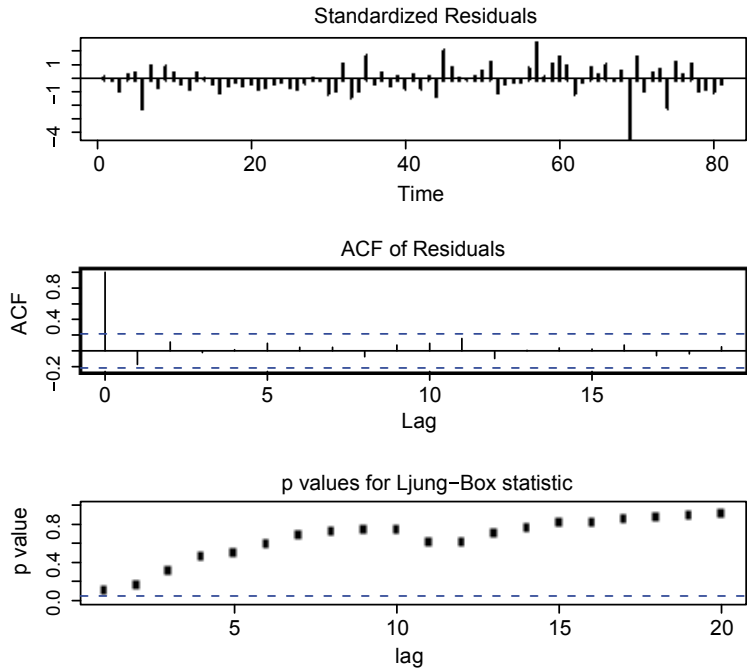 Standardized Residuals
1
−1
−4
0 20 40 60 80
Time
ACF of Residuals
ACF
0.8
0.4
−0.2
0 5 10 15
Lag
p values for Ljung−Box statistic
p value
0.8
0.4
0.0
5 10 15 20
lag